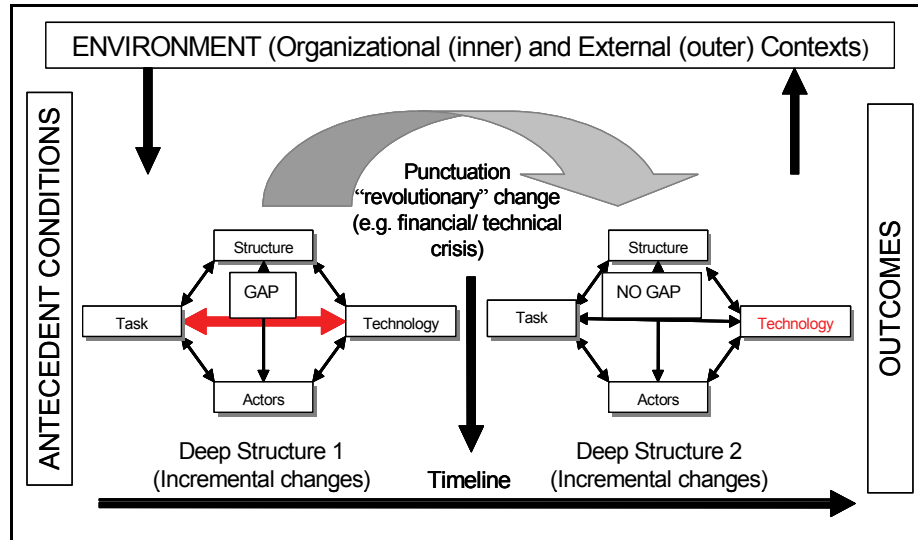 ENVIRONMENT (Organizational (inner) and External (outer) Contexts)
ANTECEDENT CONDITIONS
Punctuation
“revolutionary” change
(e.g. financial/ technical
crisis)
Structure
GAP
Task
Technology
Actors
Deep Structure 1
(Incremental changes)
Timeline
Structure
NO GAP
Task
Technology
Actors
Deep Structure 2
(Incremental changes)
OUTCOMES